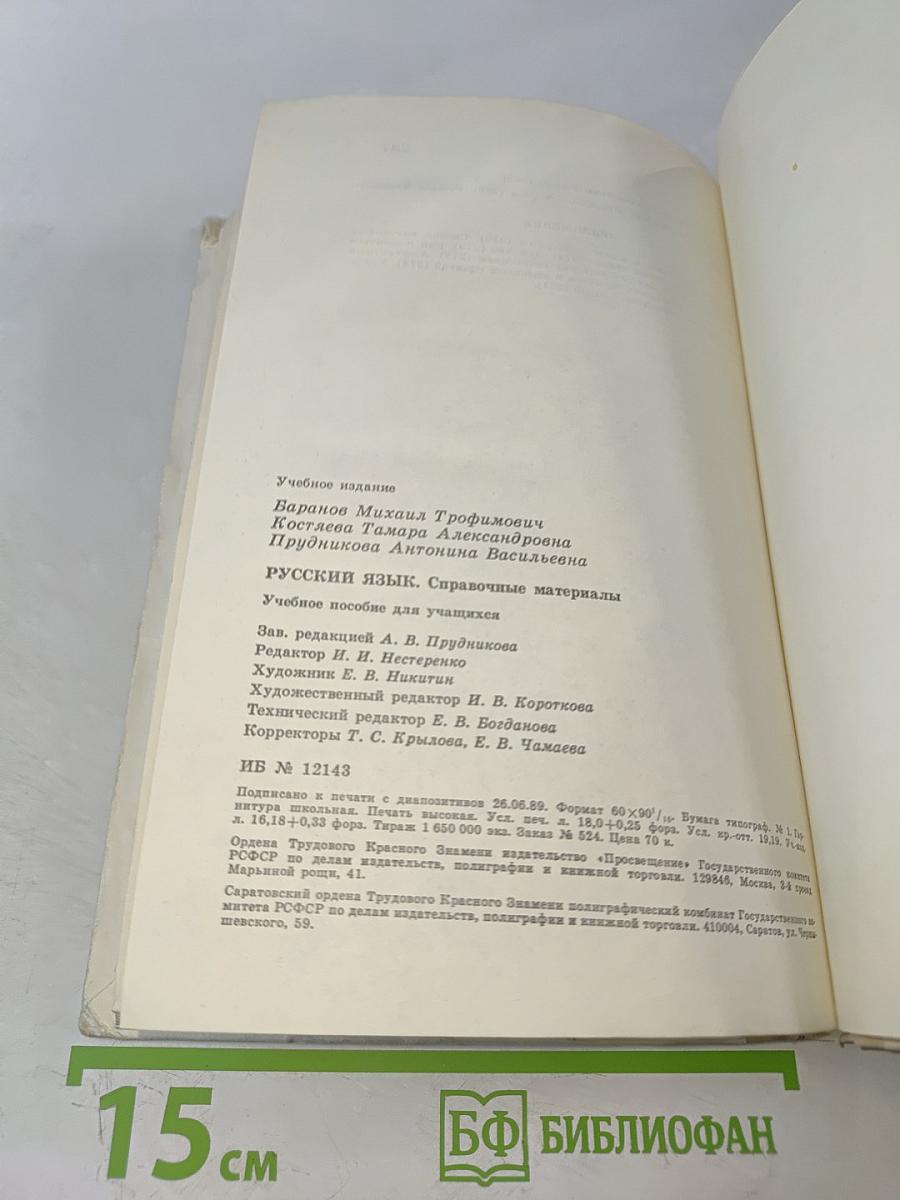 Учебное издание
Баранов Михаил Трофимович
Костяева Тамара Александровна
Прудникова Антонина Васильевна
РУССКИЙ ЯЗЫК. Справочные материалы
Учебное пособие для учащихся
Зав. редакцией А. В. Прудникова
Редактор И. И. Нестеренко
Художник Е. В. Никитин
Художественный редактор И. В. Короткова
Технический редактор Е. В. Богданова
Корректоры Т. С. Крылова, Е. В. Чамаева
ИБ № 12143
Подписано к печати с диапозитивов 26.06.89. Формат 60×90¹/₁₆. Бумага типограф. № 1. Гар-
нитура школьная. Печать высокая. Усл. печ. л. 18,0+0,25 форз. Усл. кр.-отт. 19,19. Уч.-изд.
л. 16,18+0,33 форз. Тираж 1 650 000 экз. Заказ № 524. Цена 70 к.
Ордена Трудового Красного Знамени издательство «Просвещение» Государственного комитета
РСФСР по делам издательств, полиграфии и книжной торговли. 129846, Москва, 3-й проезд
Марьиной рощи, 41.
Саратовский ордена Трудового Красного Знамени полиграфический комбинат Государственного ко-
митета РСФСР по делам издательств, полиграфии и книжной торговли. 410004, Саратов, ул. Черны-
шевского, 59.
15 см
БФ БИБЛИОФАН